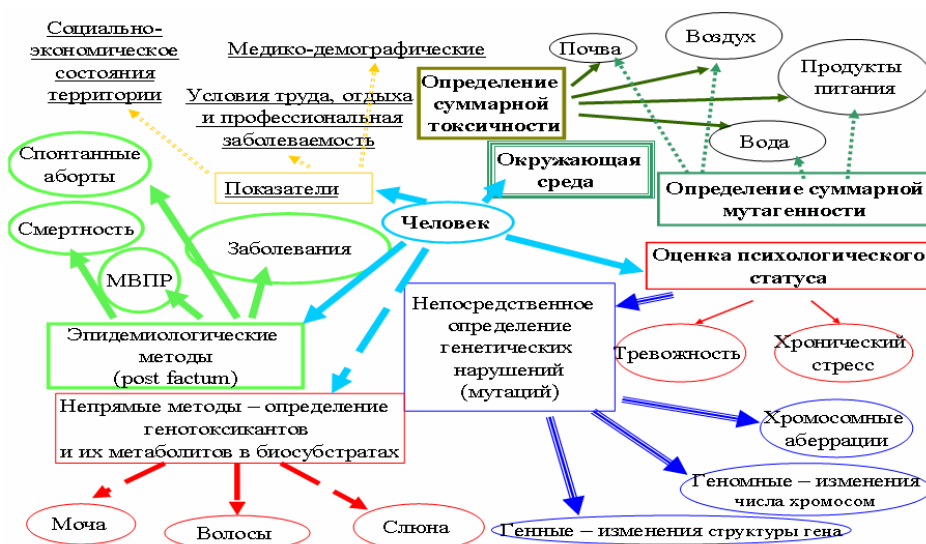 Социально-
экономическое
состояния
территории
Медико-демографические
Условия труда, отдыха
и профессиональная
заболеваемость
Показатели
Определение
суммарной
токсичности
Почва
Воздух
Продукты
питания
Вода
Окружающая
среда
Определение суммарной
мутагенности
Спонтанные
аборты
Смертность
МВПР
Заболевания
Человек
Оценка психологического
статуса
Эпидемиологические
методы
(post factum)
Непосредственное
определение
генетических
нарушений
(мутаций)
Тревожность
Хронический
стресс
Непрямые методы – определение
генотоксикантов
и их метаболитов в биосубстратах
Хромосомные
аберрации
Геномные – изменения
числа хромосом
Генные – изменения структуры гена
Моча
Волосы
Слюна